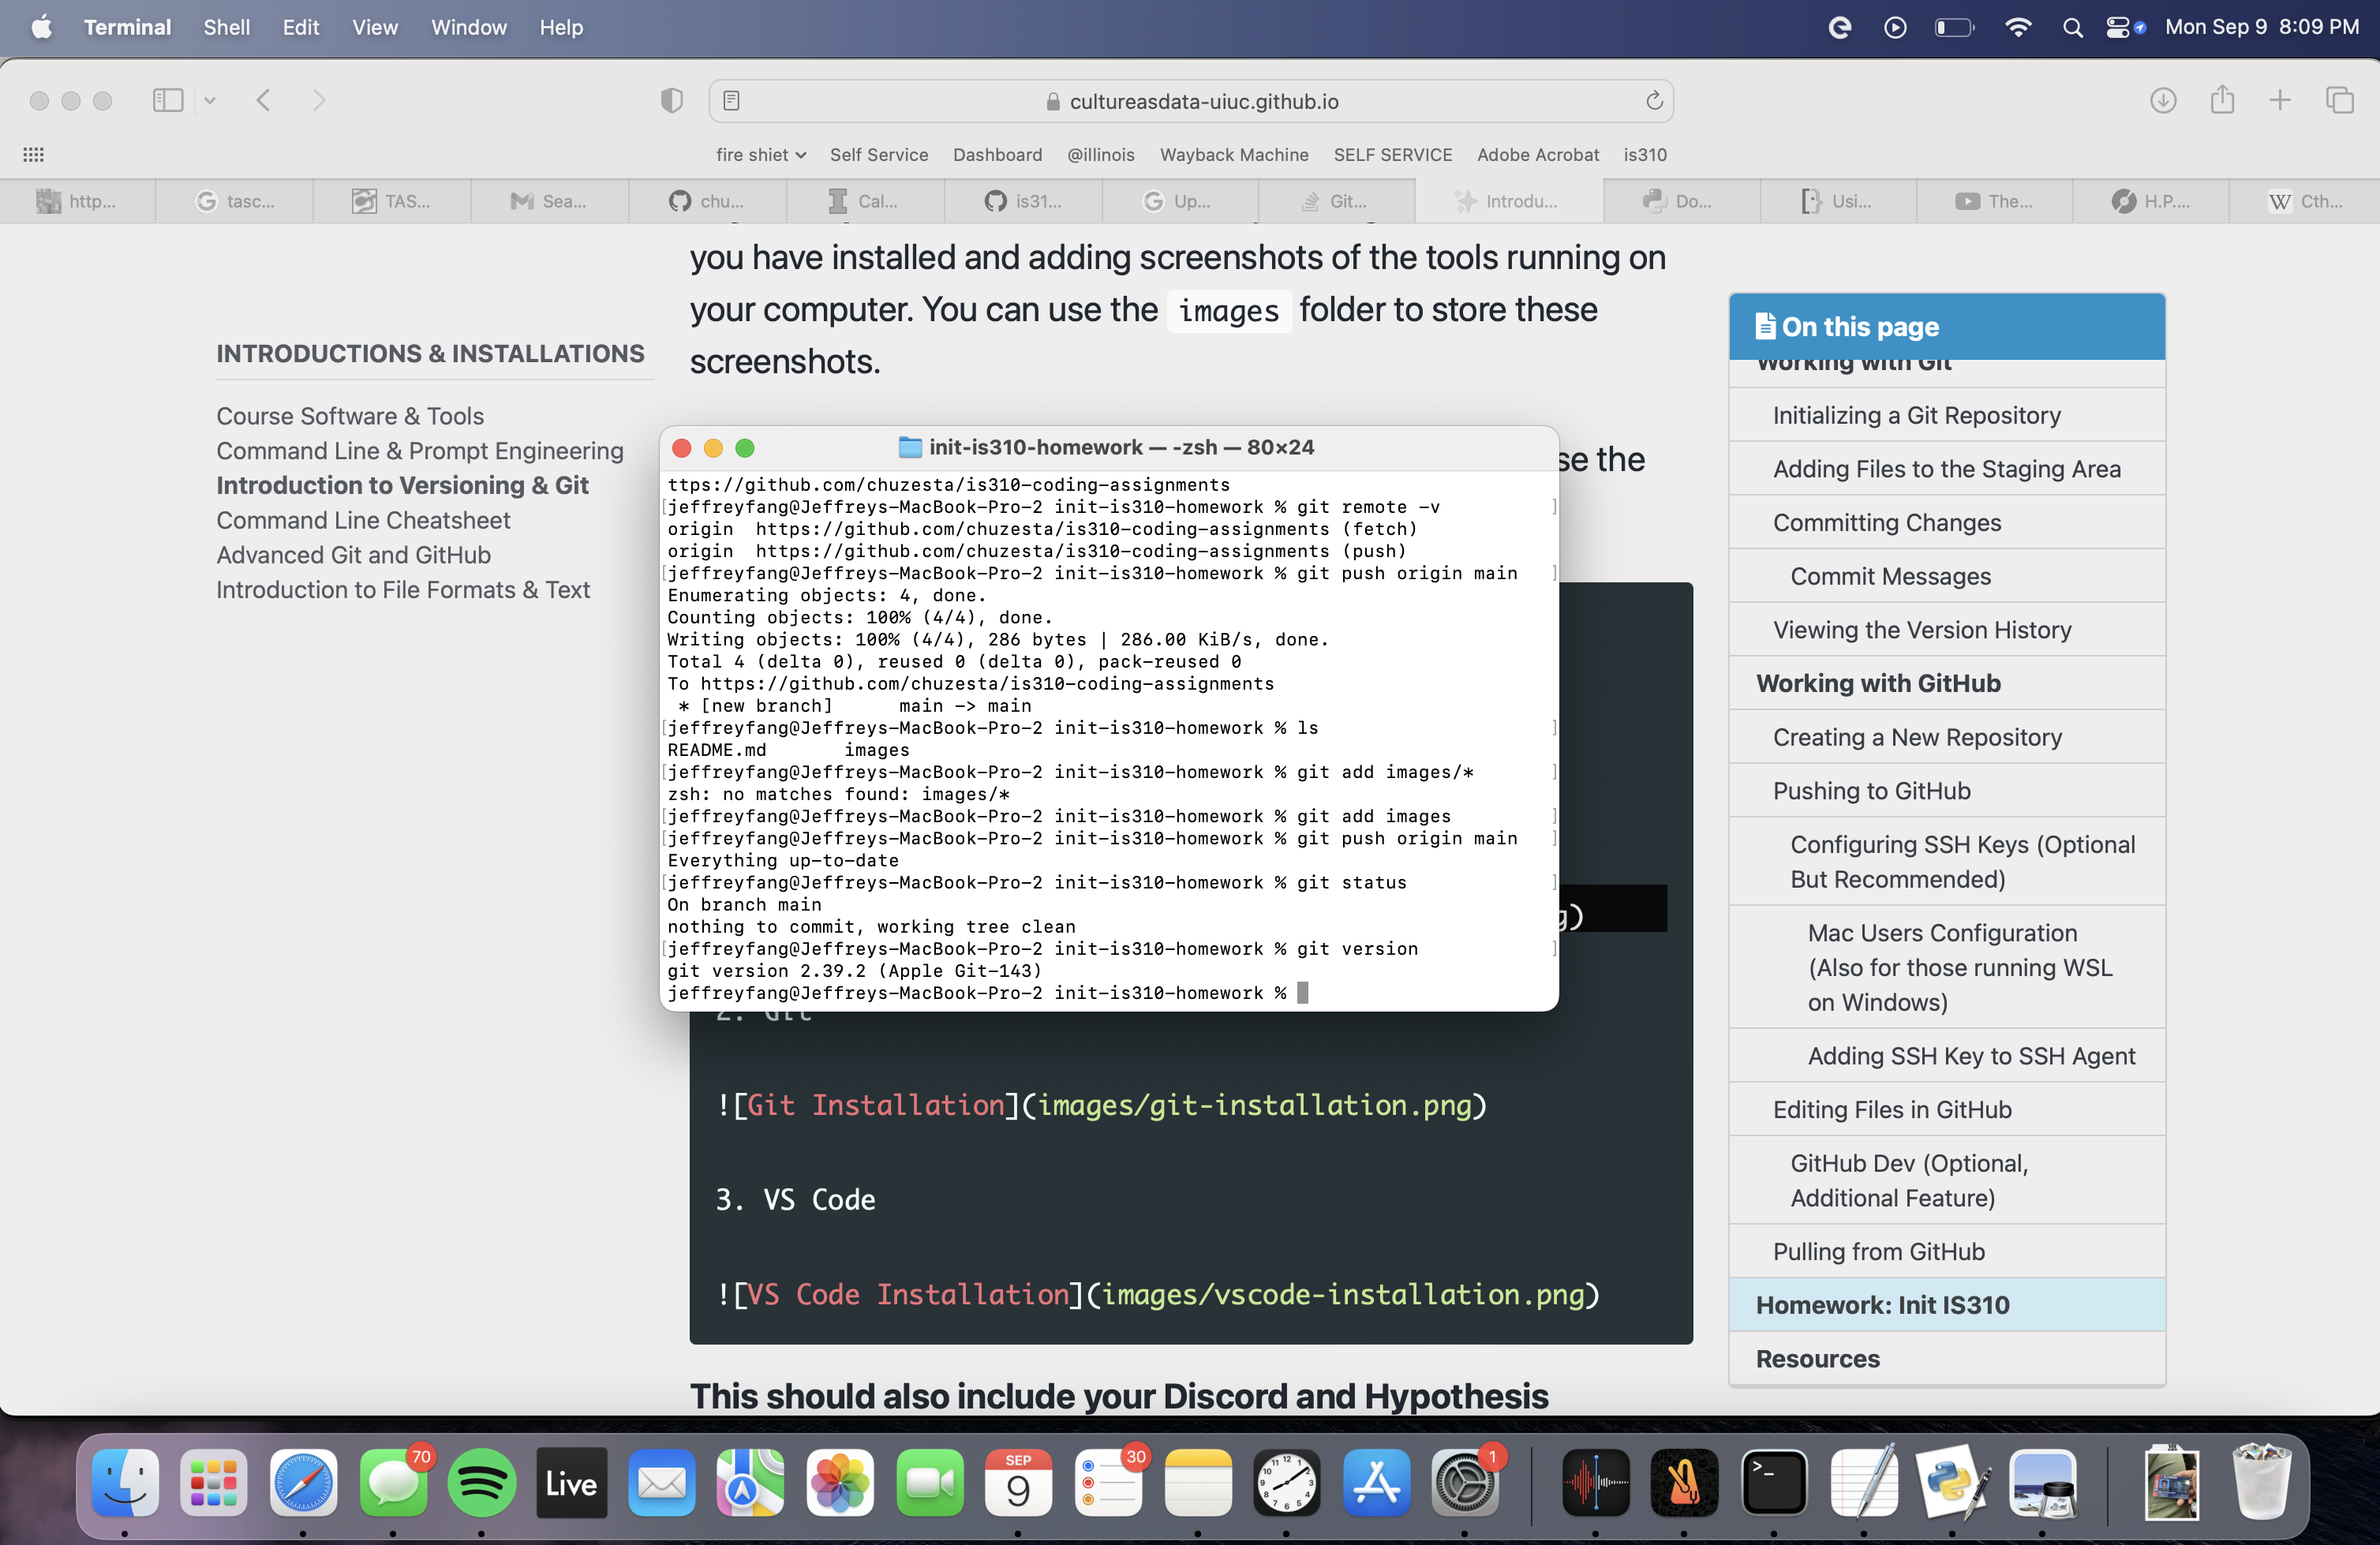 Terminal Shell Edit View Window Help
Mon Sep 9 8:09 PM
cultureasdata-uiuc.github.io
fire shiet Self Service Dashboard @illinois Wayback Machine SELF SERVICE Adobe Acrobat is310
http... tasc... TAS... Sea... chu... Cal... is31... Up... Git... Introdu... Do... Usi... The... H.P.... Cth...
you have installed and adding screenshots of the tools running on
your computer. You can use the images folder to store these
screenshots.
se the
INTRODUCTIONS & INSTALLATIONS
Course Software & Tools
Command Line & Prompt Engineering
Introduction to Versioning & Git
Command Line Cheatsheet
Advanced Git and GitHub
Introduction to File Formats & Text
init-is310-homework — -zsh — 80×24
ttps://github.com/chuzesta/is310-coding-assignments
[jeffreyfang@Jeffreys-MacBook-Pro-2 init-is310-homework % git remote -v ]
origin https://github.com/chuzesta/is310-coding-assignments (fetch)
origin https://github.com/chuzesta/is310-coding-assignments (push)
[jeffreyfang@Jeffreys-MacBook-Pro-2 init-is310-homework % git push origin main ]
Enumerating objects: 4, done.
Counting objects: 100% (4/4), done.
Writing objects: 100% (4/4), 286 bytes | 286.00 KiB/s, done.
Total 4 (delta 0), reused 0 (delta 0), pack-reused 0
To https://github.com/chuzesta/is310-coding-assignments
* [new branch] main -> main
[jeffreyfang@Jeffreys-MacBook-Pro-2 init-is310-homework % ls ]
README.md images
[jeffreyfang@Jeffreys-MacBook-Pro-2 init-is310-homework % git add images/* ]
zsh: no matches found: images/*
[jeffreyfang@Jeffreys-MacBook-Pro-2 init-is310-homework % git add images ]
[jeffreyfang@Jeffreys-MacBook-Pro-2 init-is310-homework % git push origin main ]
Everything up-to-date
[jeffreyfang@Jeffreys-MacBook-Pro-2 init-is310-homework % git status ]
On branch main
nothing to commit, working tree clean
[jeffreyfang@Jeffreys-MacBook-Pro-2 init-is310-homework % git version ]
git version 2.39.2 (Apple Git-143)
jeffreyfang@Jeffreys-MacBook-Pro-2 init-is310-homework %
g)
2. Git
![Git Installation](images/git-installation.png)
3. VS Code
![VS Code Installation](images/vscode-installation.png)
This should also include your Discord and Hypothesis
On this page
Working with Git
Initializing a Git Repository
Adding Files to the Staging Area
Committing Changes
Commit Messages
Viewing the Version History
Working with GitHub
Creating a New Repository
Pushing to GitHub
Configuring SSH Keys (Optional
But Recommended)
Mac Users Configuration
(Also for those running WSL
on Windows)
Adding SSH Key to SSH Agent
Editing Files in GitHub
GitHub Dev (Optional,
Additional Feature)
Pulling from GitHub
Homework: Init IS310
Resources
70
Live
SEP
9
30
1